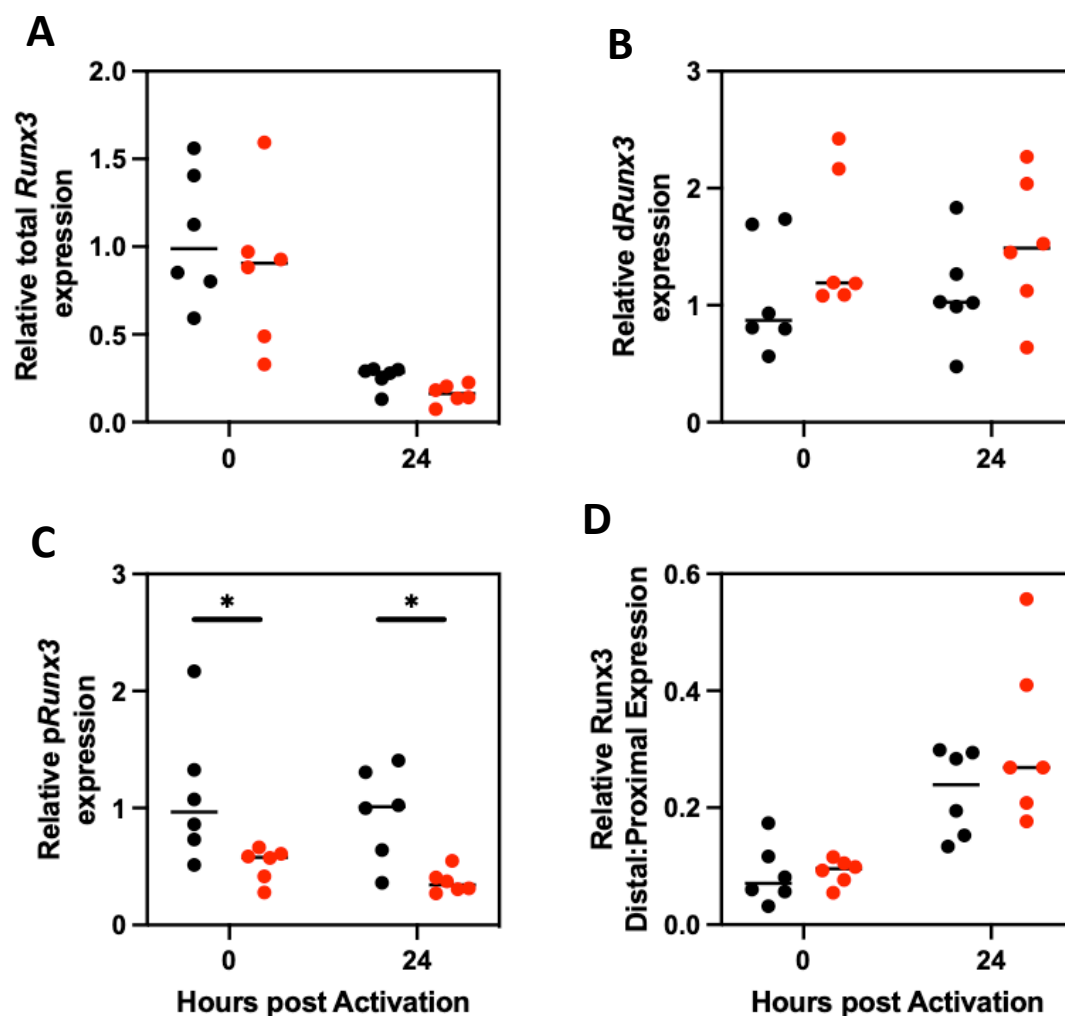 A
Relative total Runx3
expression
2.0
1.5
1.0
0.5
0.0
0
24
B
Relative dRunx3
expression
3
2
1
0
0
24
C
Relative pRunx3
expression
3
2
1
0
*
*
0
24
Hours post Activation
D
Relative Runx3
Distal:Proximal Expression
0.6
0.4
0.2
0.0
0
24
Hours post Activation